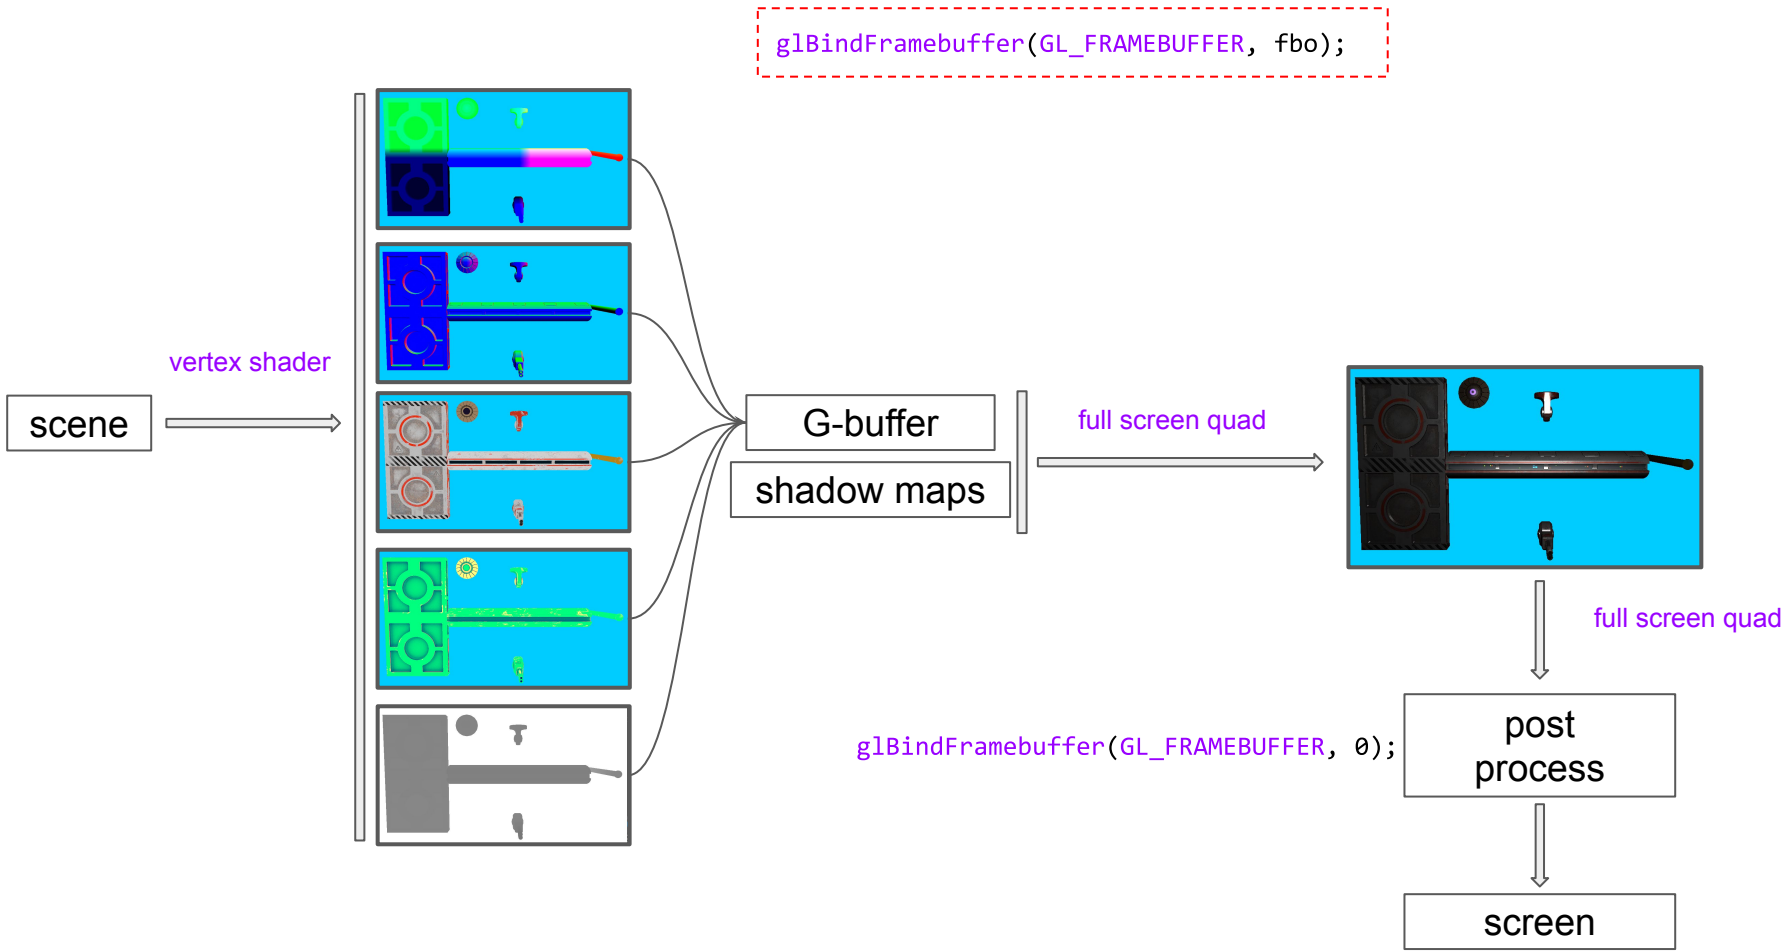 glBindFramebuffer(GL_FRAMEBUFFER, fbo);
vertex shader
scene
G-buffer
shadow maps
full screen quad
full screen quad
glBindFramebuffer(GL_FRAMEBUFFER, 0);
post
process
screen